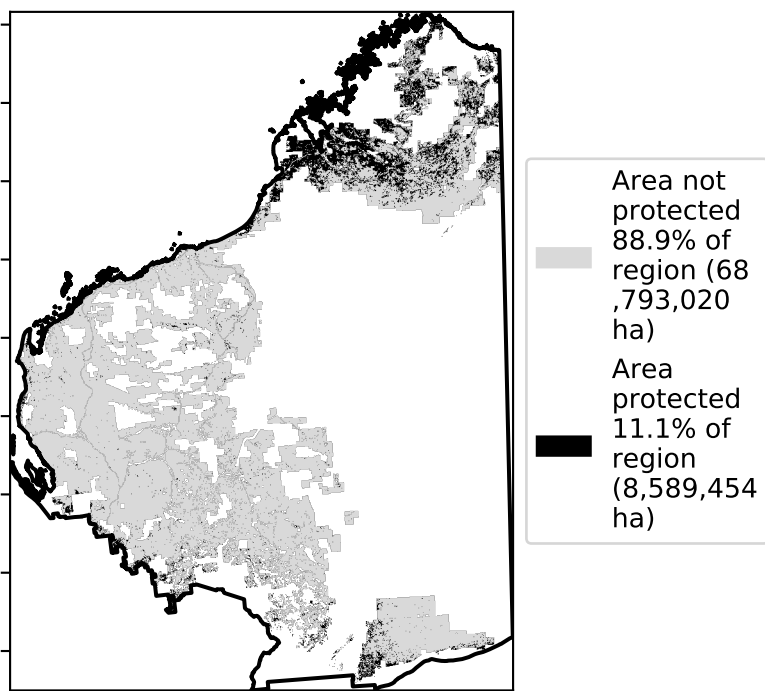 Area not
protected
88.9% of
region (68
,793,020
ha)
Area
protected
11.1% of
region
(8,589,454
ha)